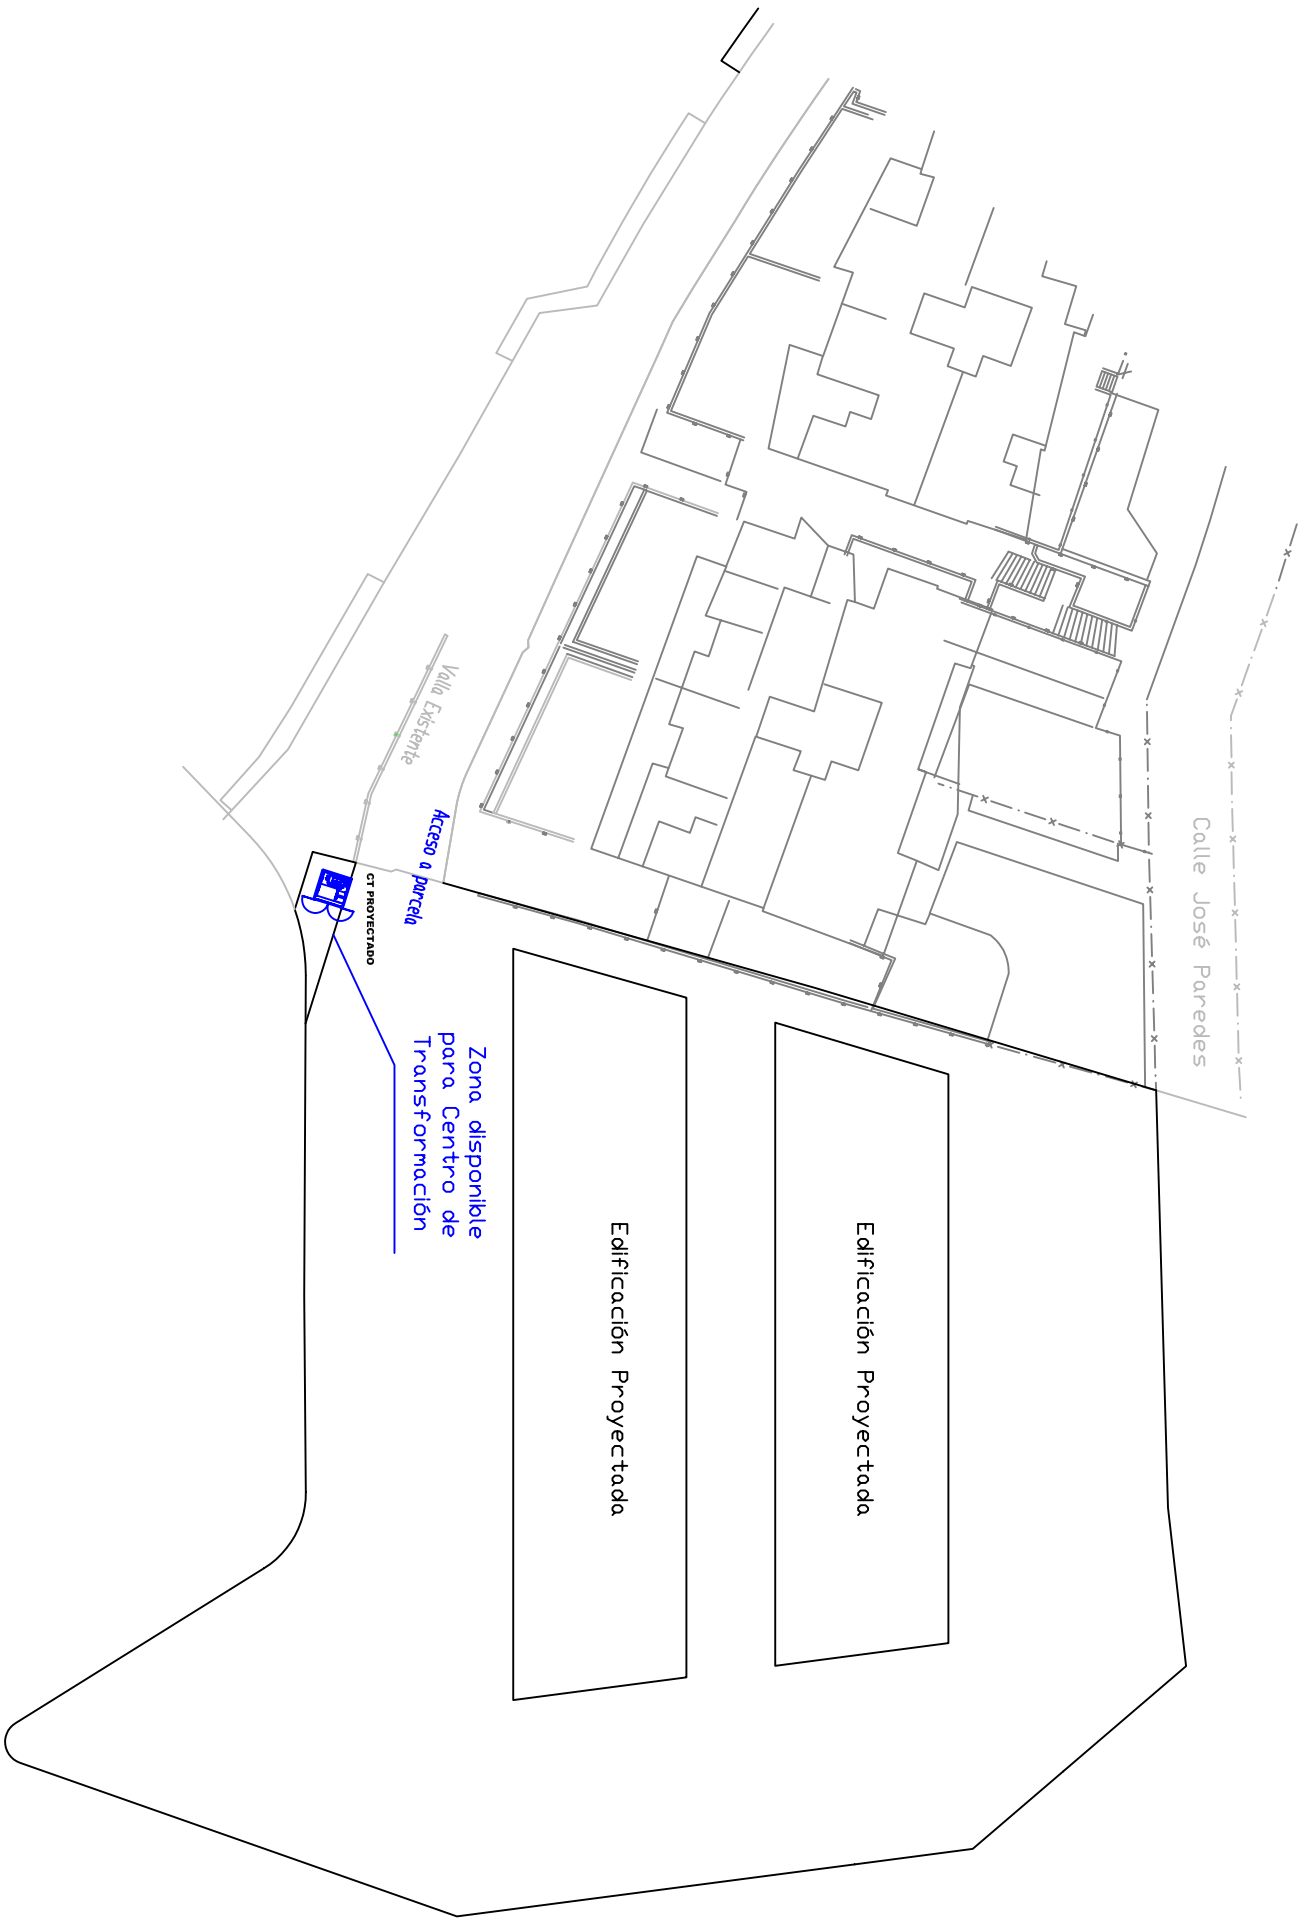 Calle José Paredes
Valla Existente
Acceso a parcela
CT PROYECTADO
Zona disponible
para Centro de
Transformación
Edificación Proyectada
Edificación Proyectada